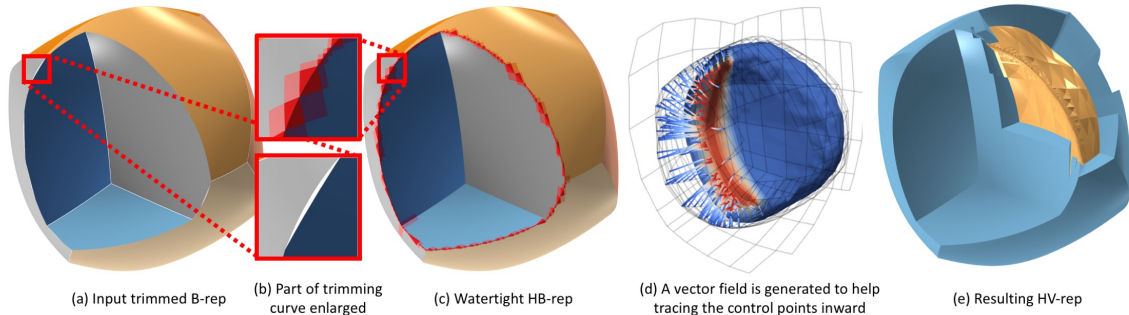 (a) Input trimmed B-rep
(b) Part of trimming
curve enlarged
(c) Watertight HB-rep
(d) A vector field is generated to help
tracing the control points inward
(e) Resulting HV-rep